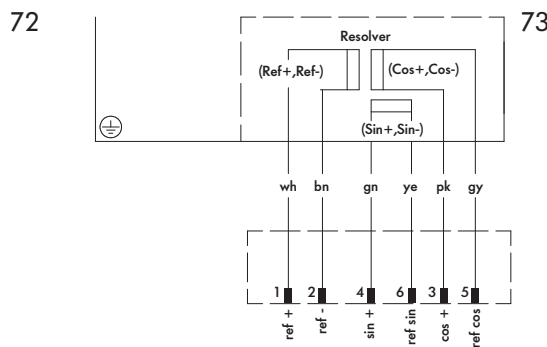 72
73
Resolver
(Ref+,Ref-)
(Cos+,Cos-)
(Sin+,Sin-)
wh bn gn ye pk gy
1 2 4 6 3 5
ref +
ref -
sin +
ref sin
cos +
ref cos